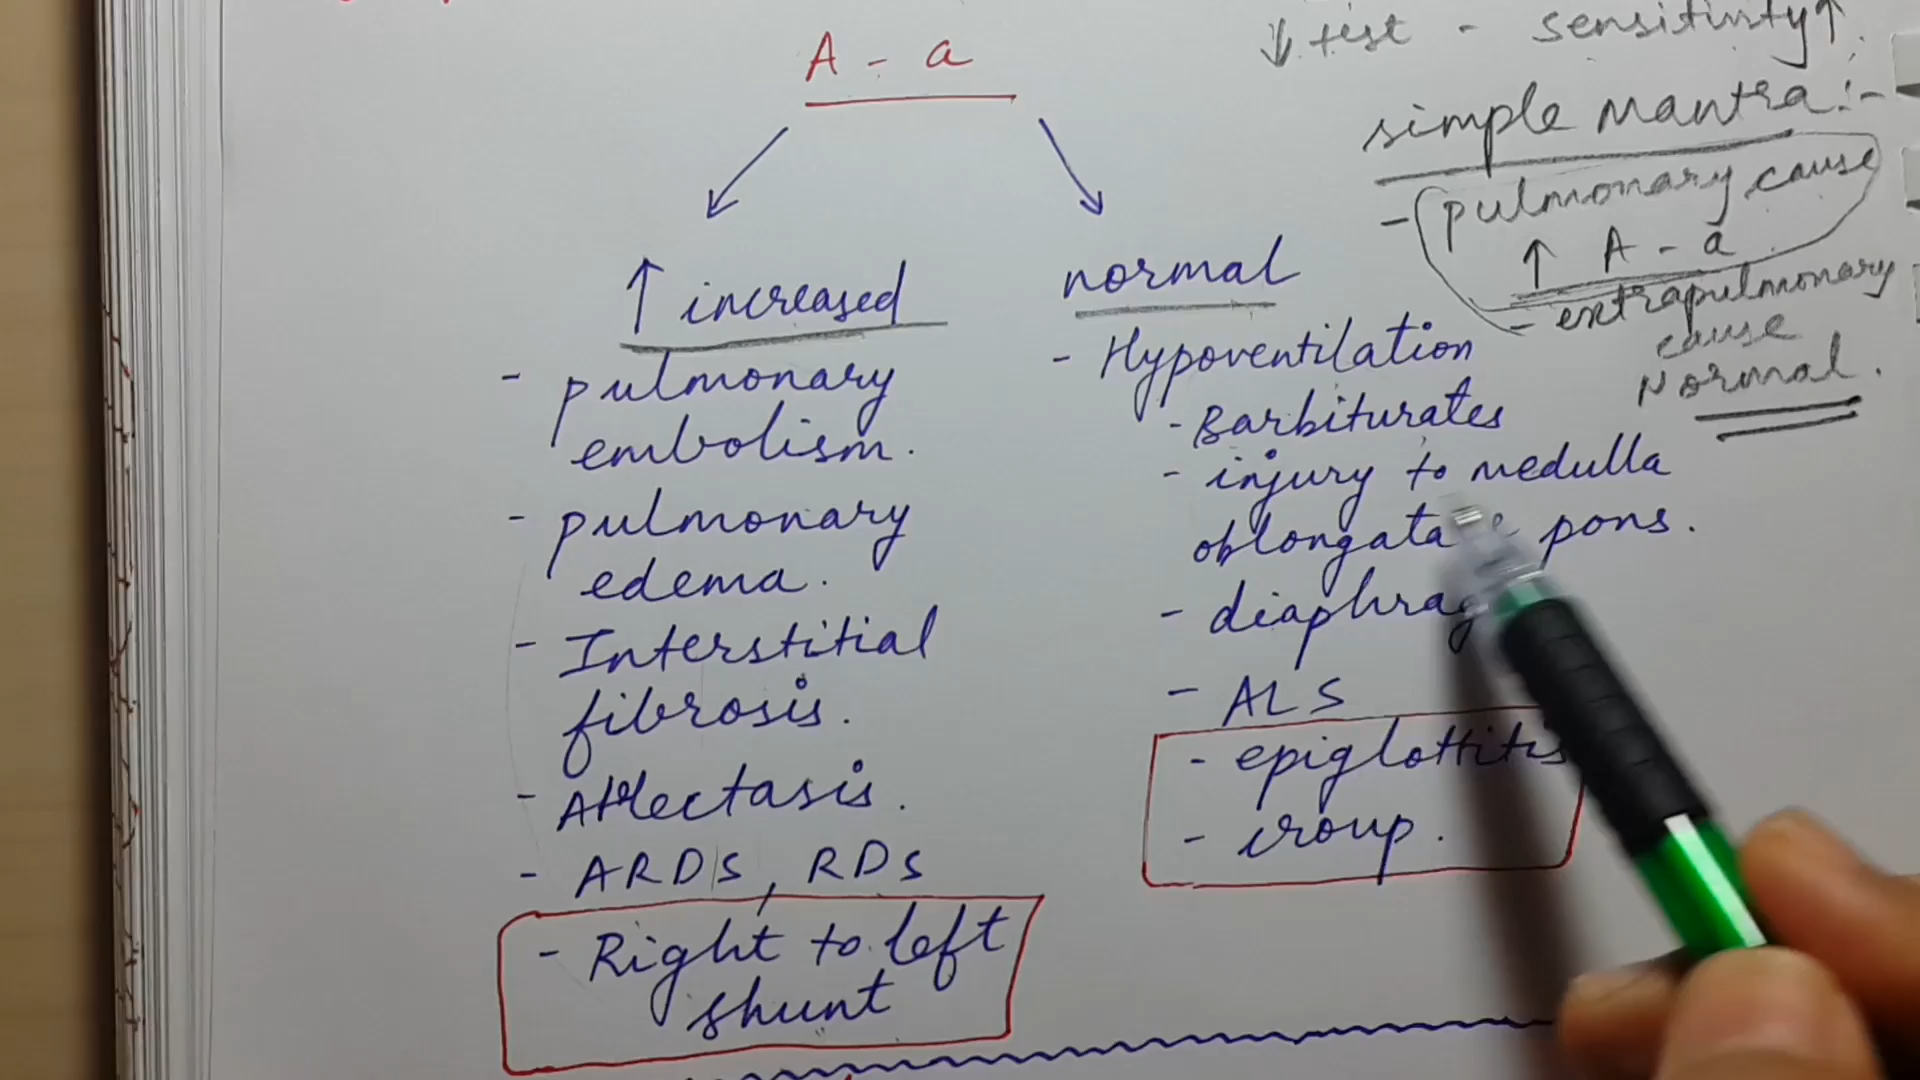 A - a
↓ test - sensitivity ↑
simple mantra :-
- pulmonary cause
↑ A - a
- extrapulmonary
cause
Normal.
↑ increased
- pulmonary
embolism.
- pulmonary
edema.
- Interstitial
fibrosis.
- Atlectasis.
- ARDS, RDS
- Right to left
shunt
normal
- Hypoventilation
- Barbiturates
- injury to medulla
oblongata pons.
- diaphrag
- ALS
- epiglottitis
- croup.